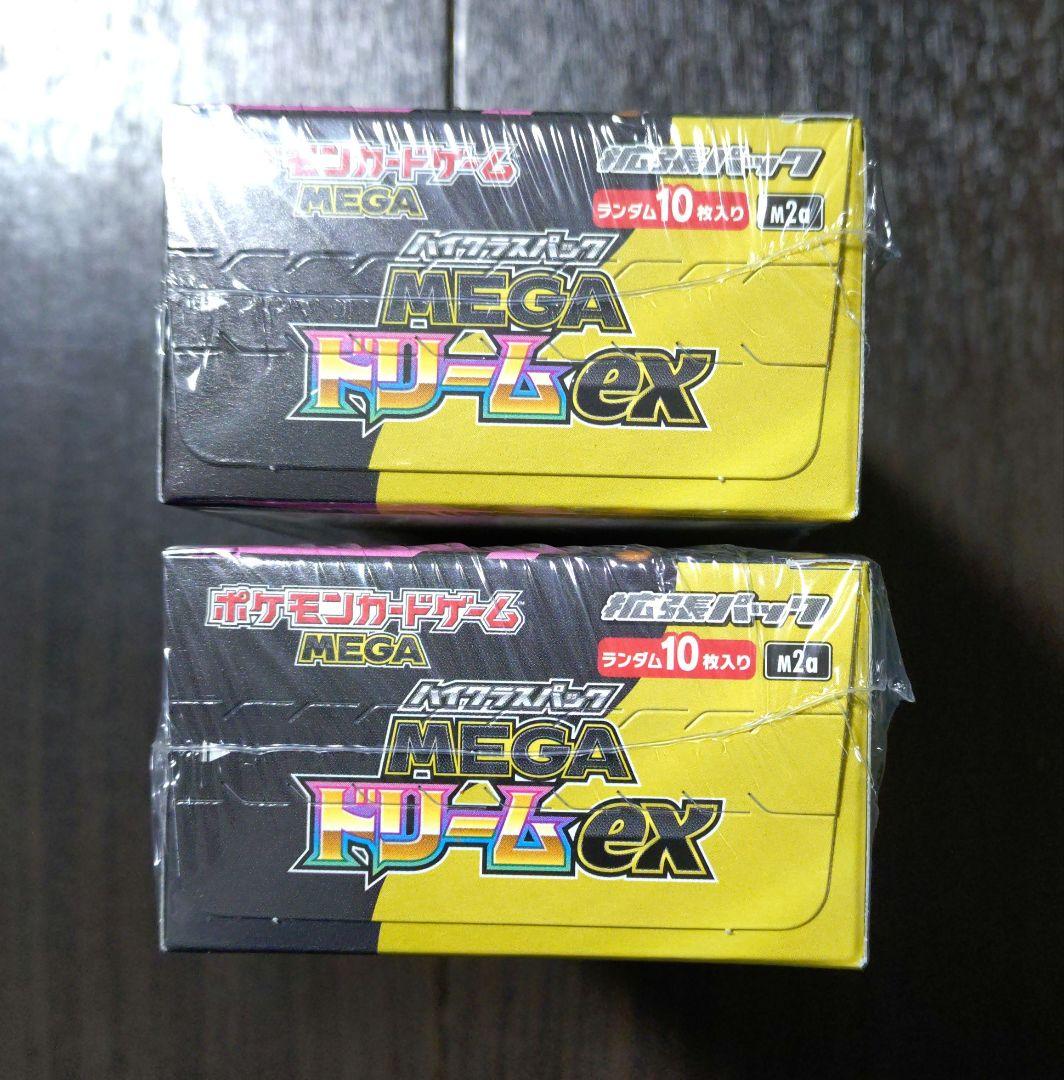 モンカードゲーム
MEGA
拡張パック
ランダム10枚入り
M2a
ハイクラスパック
MEGA
ドリームex
ポケモンカードゲーム™
MEGA
拡張パック
ランダム10枚入り
M2a
ハイクラスパック
MEGA
ドリームex